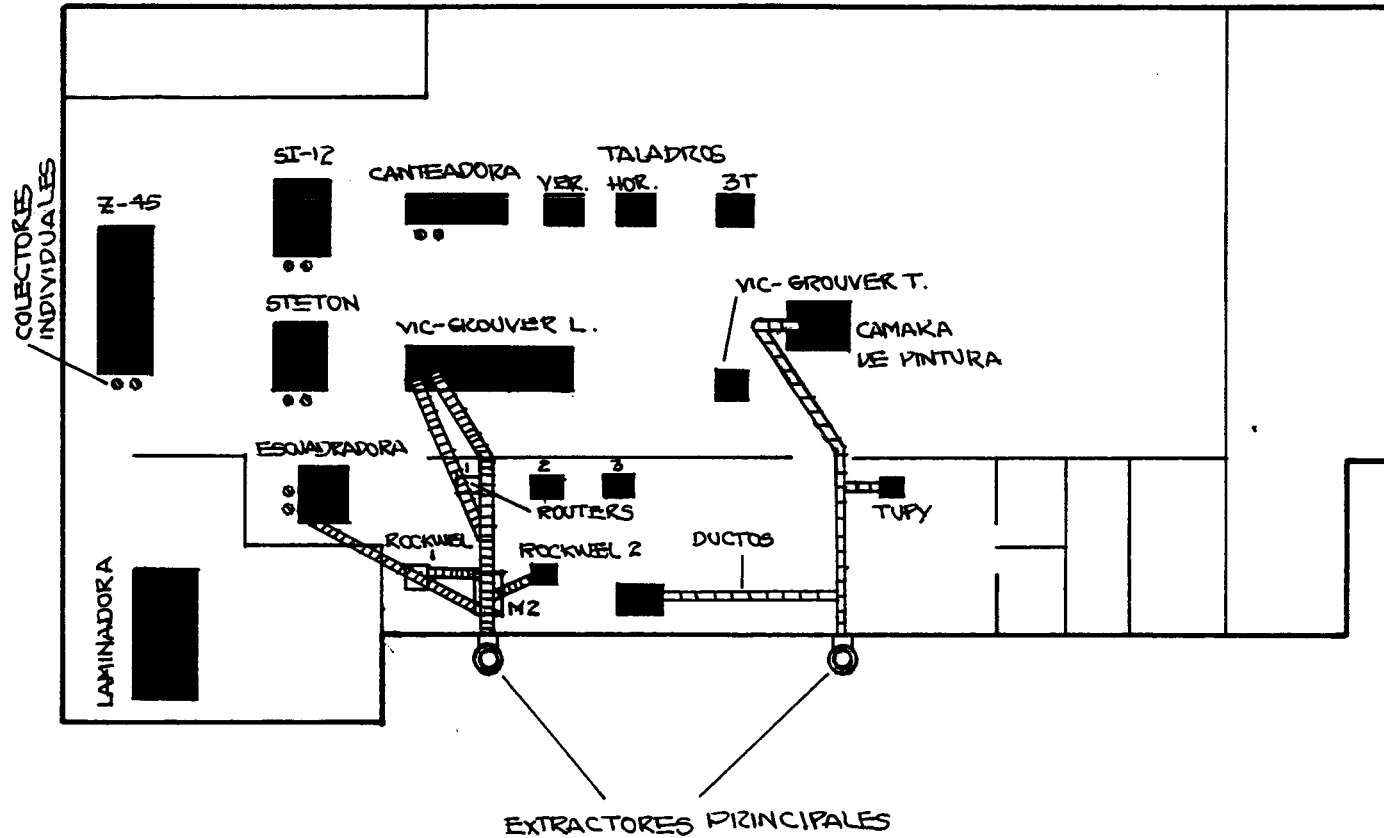 SI-12
TALADROS
CANTEADORA
VER.
HOR.
3T
Z-45
COLECTORES
INDIVIDUALES
VIC-GROUVER T.
STETON
VIC-GROUVER L.
CAMARA
DE PINTURA
ESCUADRADORA
1
2
3
ROUTERS
TUPY
ROCKWEL
1
ROCKWEL 2
DUCTOS
M2
LAMINADORA
EXTRACTORES PRINCIPALES